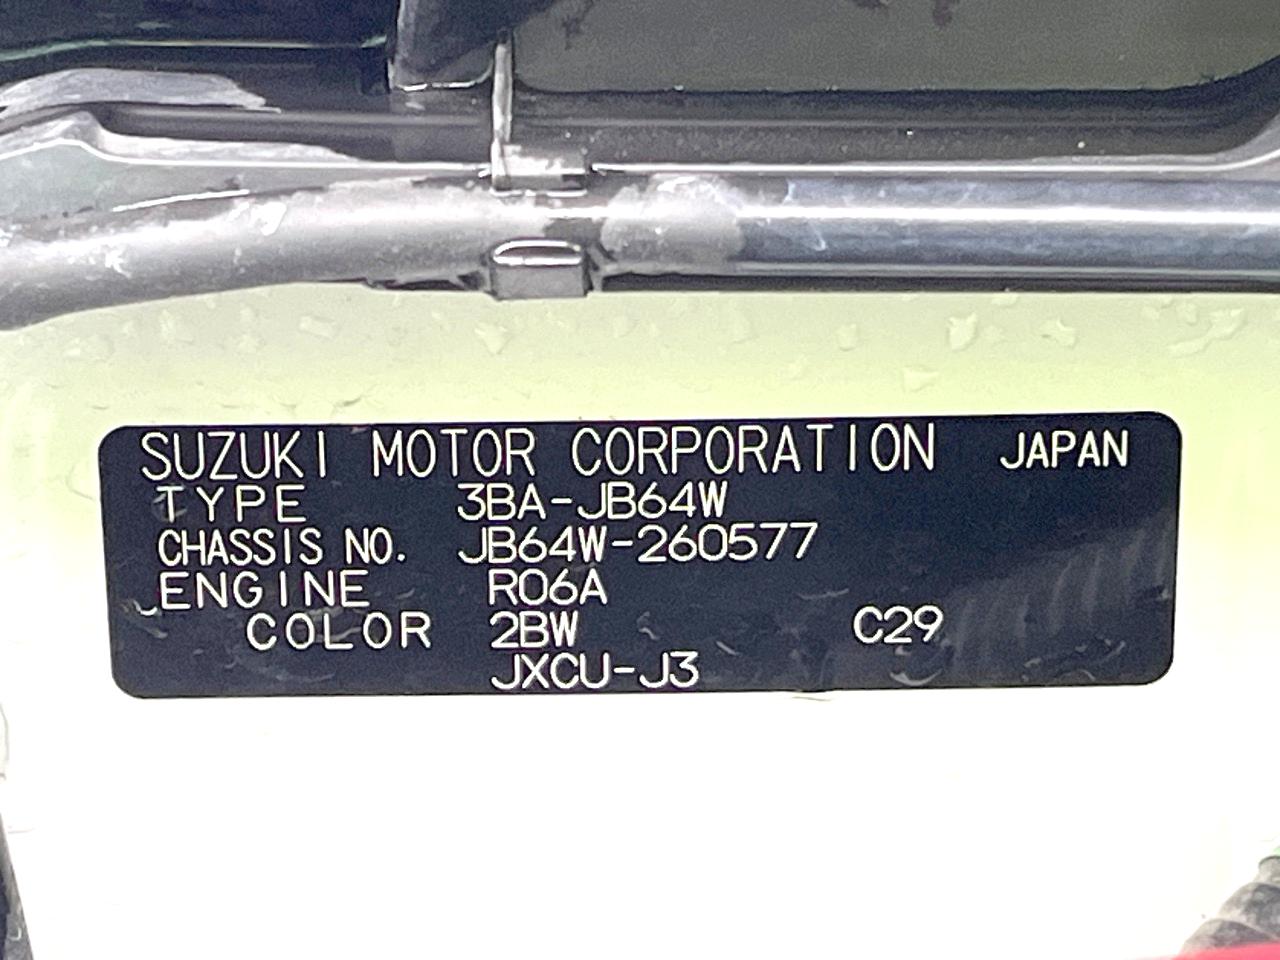 SUZUKI MOTOR CORPORATION JAPAN
TYPE 3BA-JB64W
CHASSIS NO. JB64W-260577
ENGINE R06A
COLOR 2BW C29
JXCU-J3